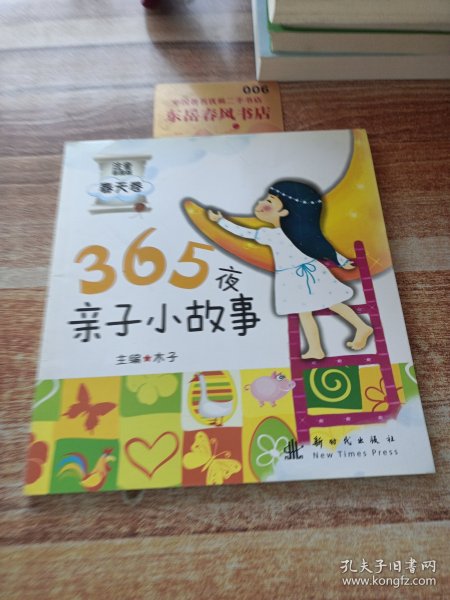 006
东岳春风书店
春天卷
365夜
亲子小故事
主编★木子
新时代出版社
New Times Press
孔夫子旧书网
www.kongfz.com